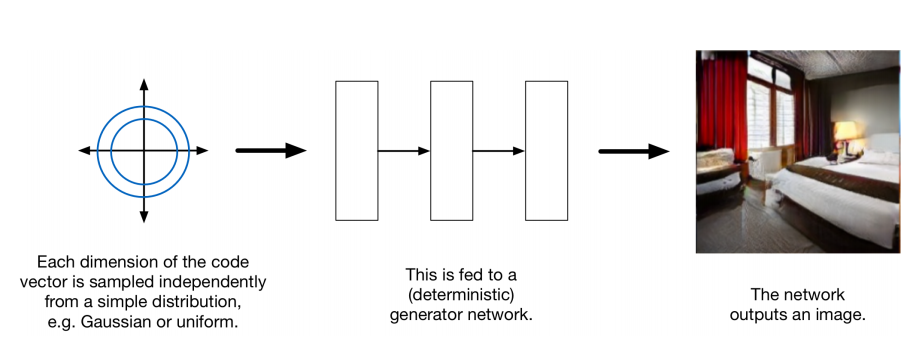 Each dimension of the code
vector is sampled independently
from a simple distribution,
e.g. Gaussian or uniform.
This is fed to a
(deterministic)
generator network.
The network
outputs an image.